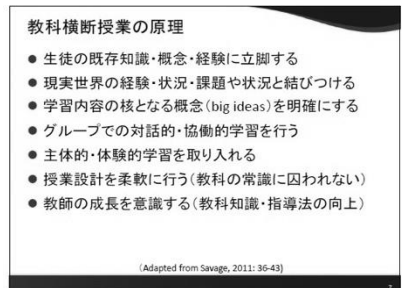 教科横断授業の原理
● 生徒の既存知識・概念・経験に立脚する
● 現実世界の経験・状況・課題や状況と結びつける
● 学習内容の核となる概念(big ideas)を明確にする
● グループでの対話的・協働的学習を行う
● 主体的・体験的学習を取り入れる
● 授業設計を柔軟に行う(教科の常識に囚われない)
● 教師の成長を意識する(教科知識・指導法の向上)
(Adapted from Savage, 2011: 36-43)